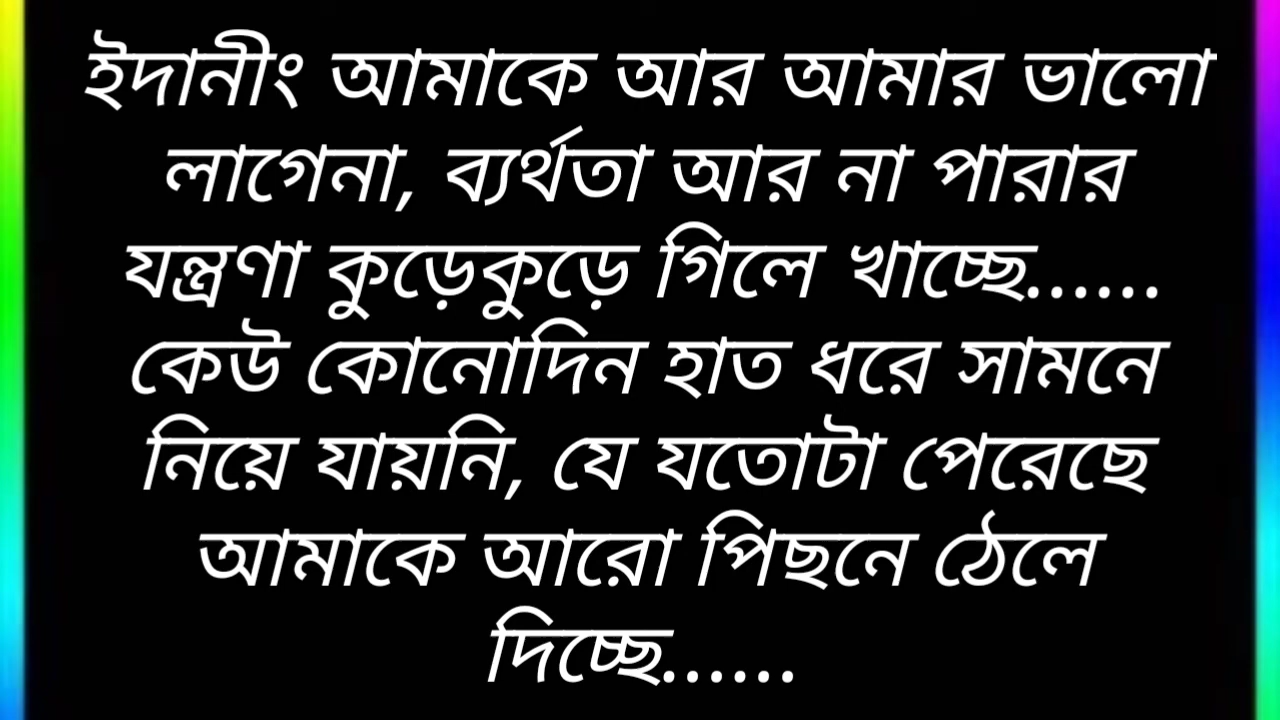 ইদানীং আমাকে আর আমার ভালো
লাগেনা, ব্যর্থতা আর না পারার
যন্ত্রণা কুড়েকুড়ে গিলে খাচ্ছে......
কেউ কোনোদিন হাত ধরে সামনে
নিয়ে যায়নি, যে যতোটা পেরেছে
আমাকে আরো পিছনে ঠেলে
দিচ্ছে......